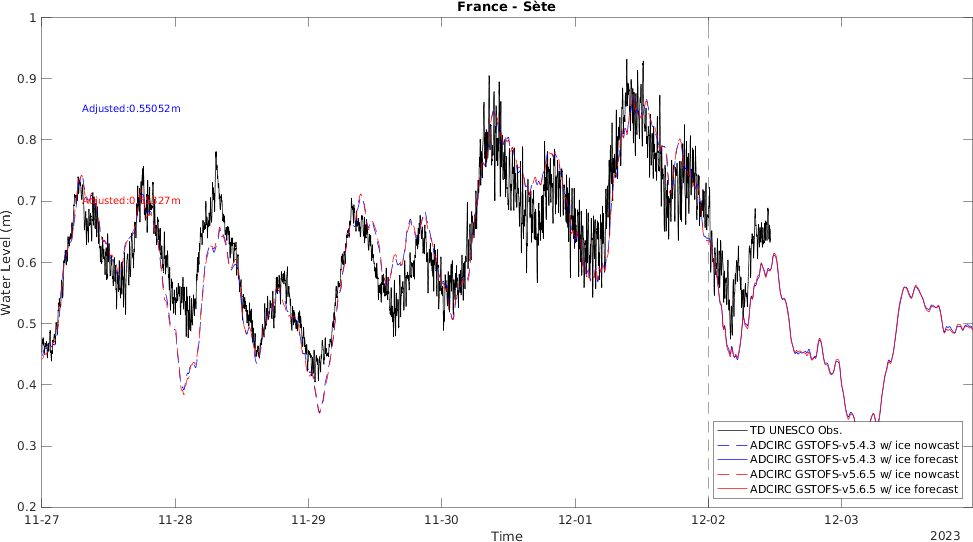 France - Sète
Water Level (m)
1
0.9
0.8
0.7
0.6
0.5
0.4
0.3
0.2
Adjusted:0.55052m
11-27
11-28
11-29
11-30
12-01
12-02
12-03
Time
2023
TD UNESCO Obs.
ADCIRC GSTOFS-v5.4.3 w/ ice nowcast
ADCIRC GSTOFS-v5.4.3 w/ ice forecast
ADCIRC GSTOFS-v5.6.5 w/ ice nowcast
ADCIRC GSTOFS-v5.6.5 w/ ice forecast